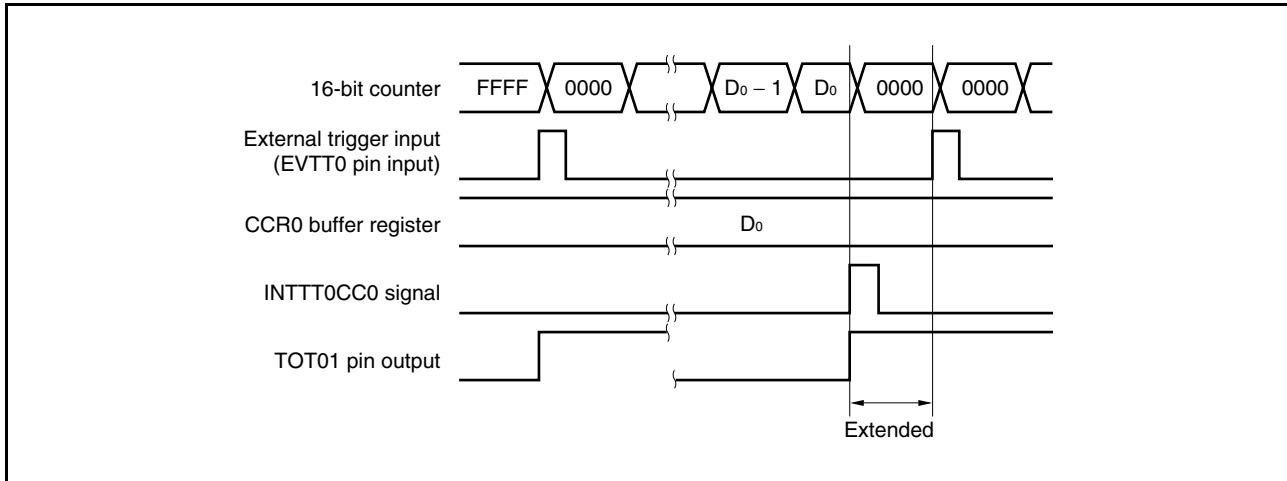 16-bit counter FFFF 0000 D₀ − 1 D₀ 0000 0000
External trigger input
(EVTT0 pin input)
CCR0 buffer register D₀
INTTT0CC0 signal
TOT01 pin output
Extended